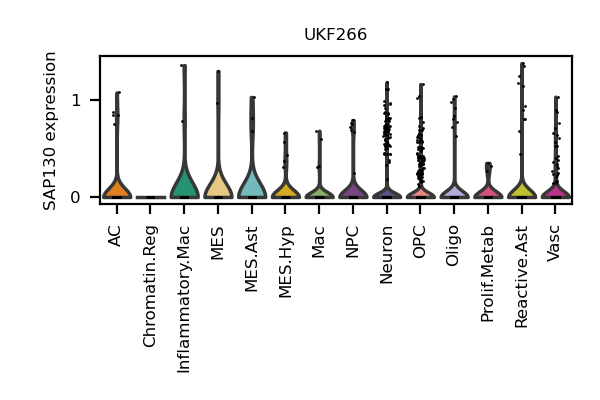 UKF266
SAP130 expression
1
0
AC
Chromatin.Reg
Inflammatory.Mac
MES
MES.Ast
MES.Hyp
Mac
NPC
Neuron
OPC
Oligo
Prolif.Metab
Reactive.Ast
Vasc